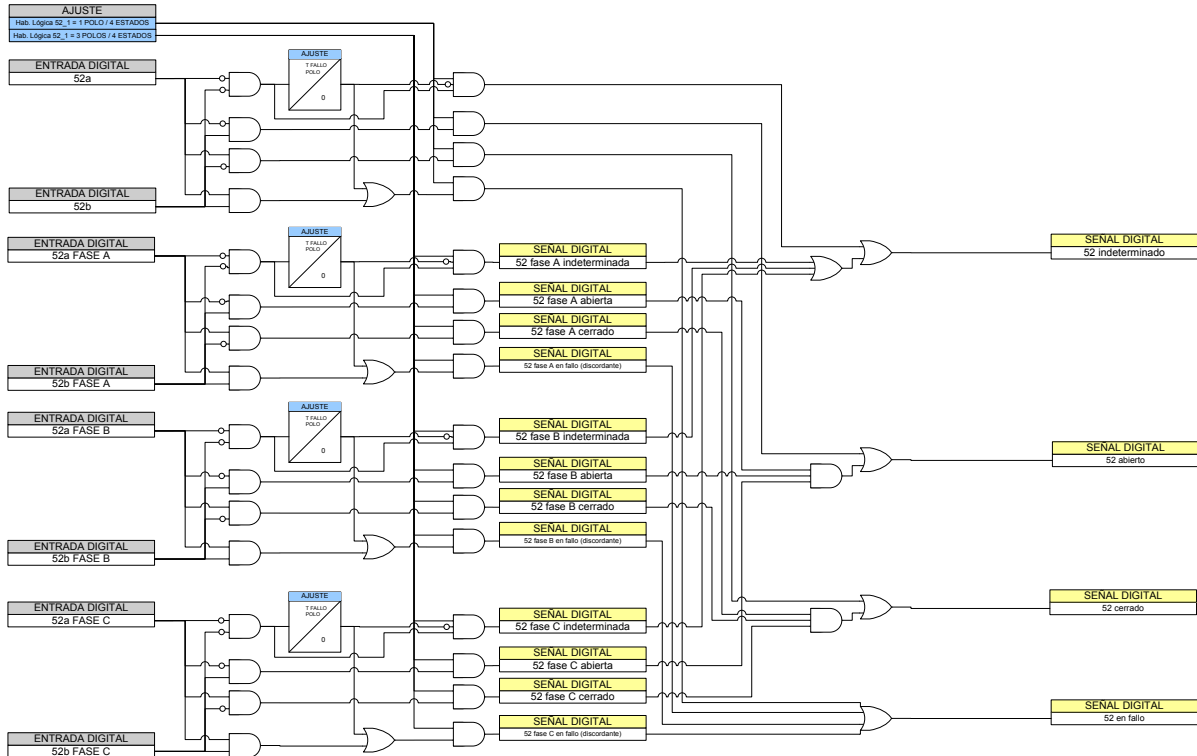 AJUSTE
Hab. Lógica 52_1 = 1 POLO / 4 ESTADOS
Hab. Lógica 52_1 = 3 POLOS / 4 ESTADOS
ENTRADA DIGITAL
52a
AJUSTE
T FALLO
POLO
0
ENTRADA DIGITAL
52b
ENTRADA DIGITAL
52a FASE A
AJUSTE
T FALLO
POLO
0
SEÑAL DIGITAL
52 fase A indeterminada
SEÑAL DIGITAL
52 fase A abierta
SEÑAL DIGITAL
52 fase A cerrado
SEÑAL DIGITAL
52 fase A en fallo (discordante)
ENTRADA DIGITAL
52b FASE A
SEÑAL DIGITAL
52 indeterminado
ENTRADA DIGITAL
52a FASE B
AJUSTE
T FALLO
POLO
0
SEÑAL DIGITAL
52 fase B indeterminada
SEÑAL DIGITAL
52 fase B abierta
SEÑAL DIGITAL
52 fase B cerrado
SEÑAL DIGITAL
52 fase B en fallo (discordante)
ENTRADA DIGITAL
52b FASE B
SEÑAL DIGITAL
52 abierto
ENTRADA DIGITAL
52a FASE C
AJUSTE
T FALLO
POLO
0
SEÑAL DIGITAL
52 fase C indeterminada
SEÑAL DIGITAL
52 fase C abierta
SEÑAL DIGITAL
52 fase C cerrado
SEÑAL DIGITAL
52 fase C en fallo (discordante)
ENTRADA DIGITAL
52b FASE C
SEÑAL DIGITAL
52 cerrado
SEÑAL DIGITAL
52 en fallo